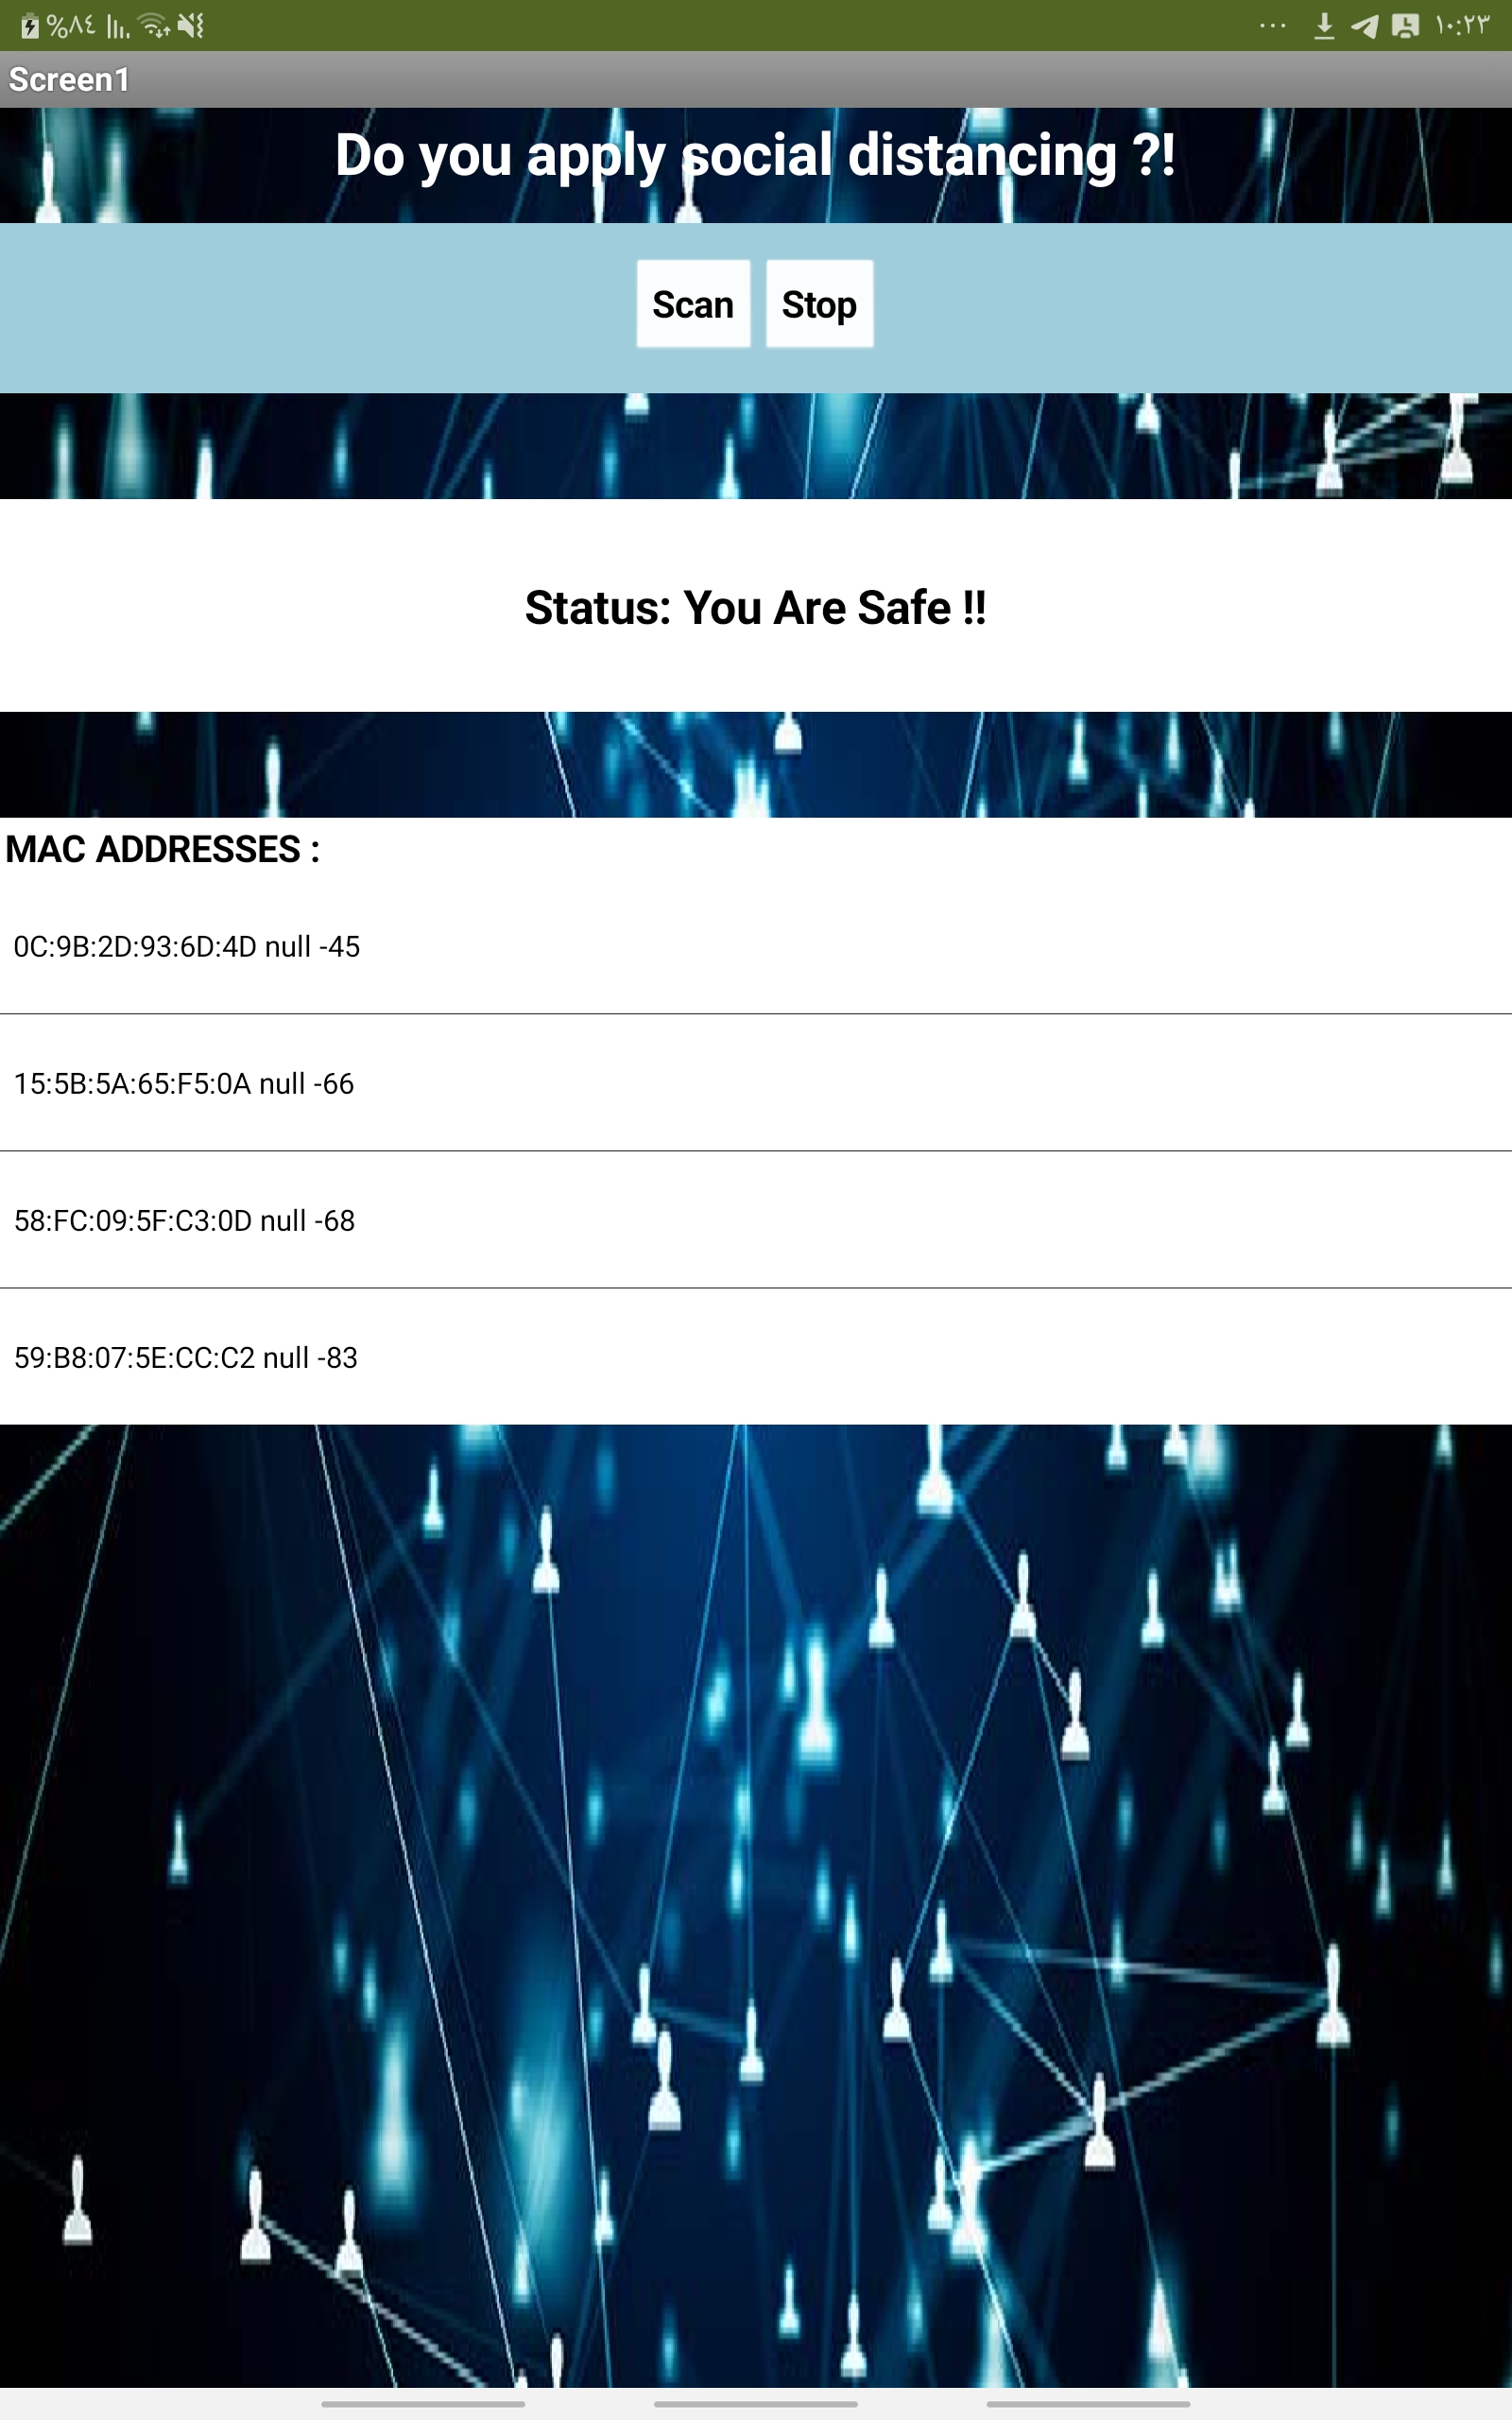 %٨٤ ١٠:٢٣
Screen1
Do you apply social distancing ?!
Scan Stop
Status: You Are Safe !!
MAC ADDRESSES :
0C:9B:2D:93:6D:4D null -45
15:5B:5A:65:F5:0A null -66
58:FC:09:5F:C3:0D null -68
59:B8:07:5E:CC:C2 null -83